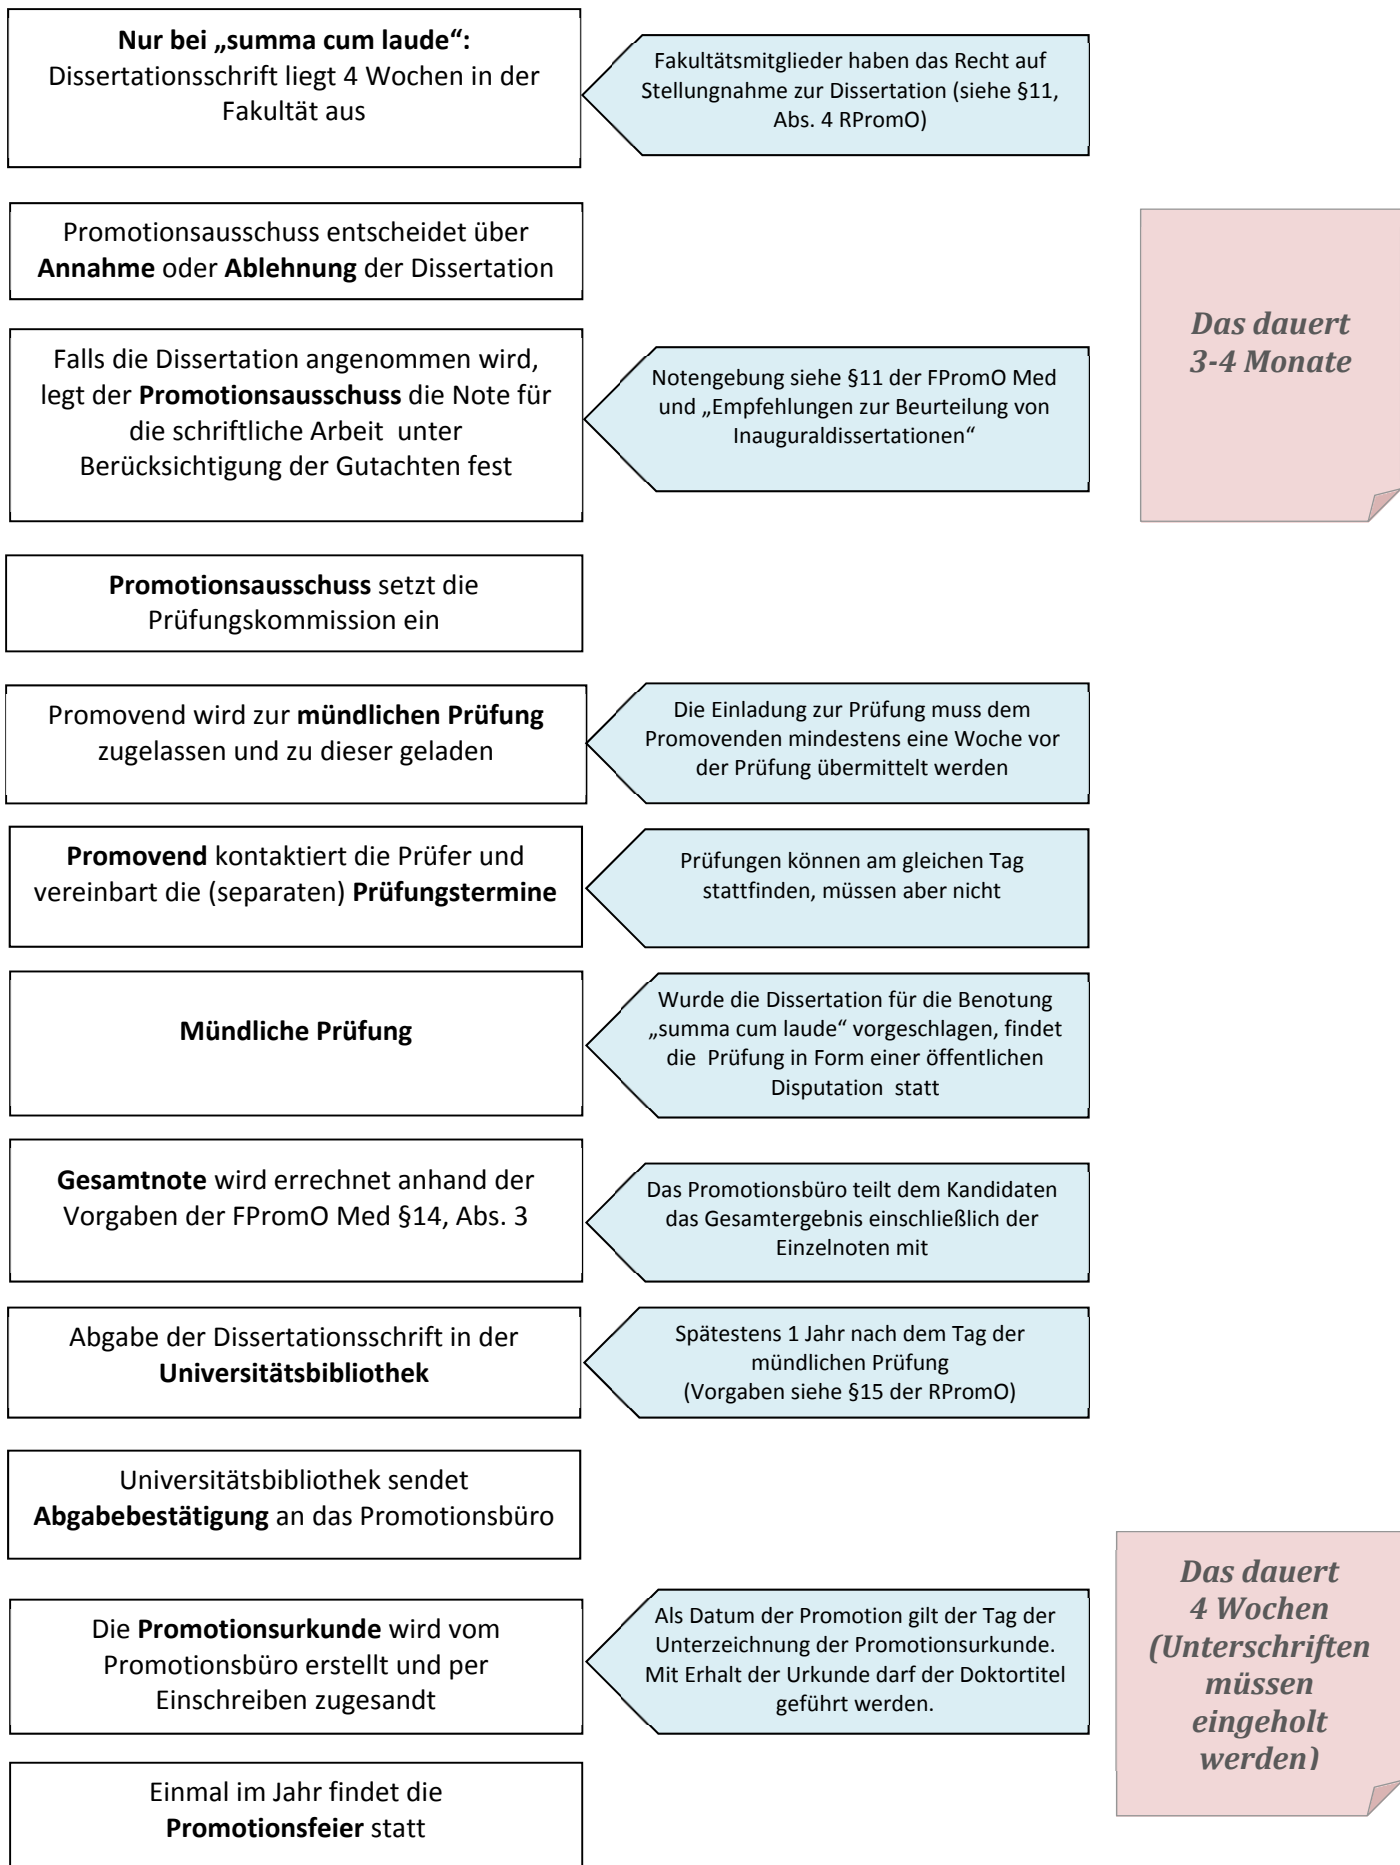 Nur bei „summa cum laude“:
Dissertationsschrift liegt 4 Wochen in der
Fakultät aus
Fakultätsmitglieder haben das Recht auf
Stellungnahme zur Dissertation (siehe §11,
Abs. 4 RPromO)
Promotionsausschuss entscheidet über
Annahme oder Ablehnung der Dissertation
Das dauert
3-4 Monate
Falls die Dissertation angenommen wird,
legt der Promotionsausschuss die Note für
die schriftliche Arbeit unter
Berücksichtigung der Gutachten fest
Notengebung siehe §11 der FPromO Med
und „Empfehlungen zur Beurteilung von
Inauguraldissertationen“
Promotionsausschuss setzt die
Prüfungskommission ein
Promovend wird zur mündlichen Prüfung
zugelassen und zu dieser geladen
Die Einladung zur Prüfung muss dem
Promovenden mindestens eine Woche vor
der Prüfung übermittelt werden
Promovend kontaktiert die Prüfer und
vereinbart die (separaten) Prüfungstermine
Prüfungen können am gleichen Tag
stattfinden, müssen aber nicht
Mündliche Prüfung
Wurde die Dissertation für die Benotung
„summa cum laude“ vorgeschlagen, findet
die Prüfung in Form einer öffentlichen
Disputation statt
Gesamtnote wird errechnet anhand der
Vorgaben der FPromO Med §14, Abs. 3
Das Promotionsbüro teilt dem Kandidaten
das Gesamtergebnis einschließlich der
Einzelnoten mit
Abgabe der Dissertationsschrift in der
Universitätsbibliothek
Spätestens 1 Jahr nach dem Tag der
mündlichen Prüfung
(Vorgaben siehe §15 der RPromO)
Universitätsbibliothek sendet
Abgabebestätigung an das Promotionsbüro
Die Promotionsurkunde wird vom
Promotionsbüro erstellt und per
Einschreiben zugesandt
Als Datum der Promotion gilt der Tag der
Unterzeichnung der Promotionsurkunde.
Mit Erhalt der Urkunde darf der Doktortitel
geführt werden.
Das dauert
4 Wochen
(Unterschriften
müssen
eingeholt
werden)
Einmal im Jahr findet die
Promotionsfeier statt